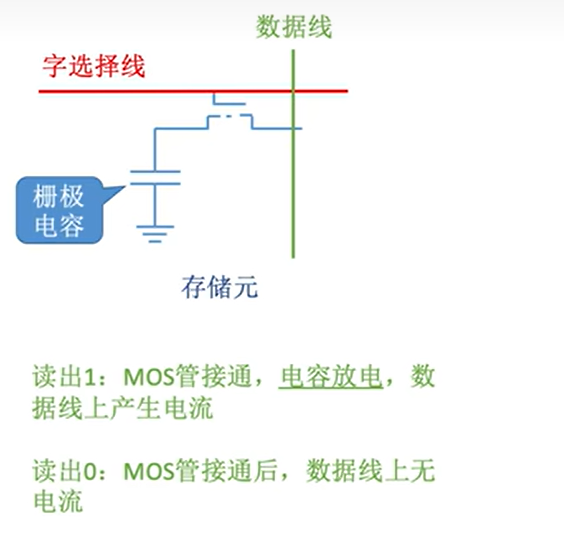 数据线
字选择线
栅极
电容
存储元
读出1：MOS管接通，电容放电，数
据线上产生电流
读出0：MOS管接通后，数据线上无
电流